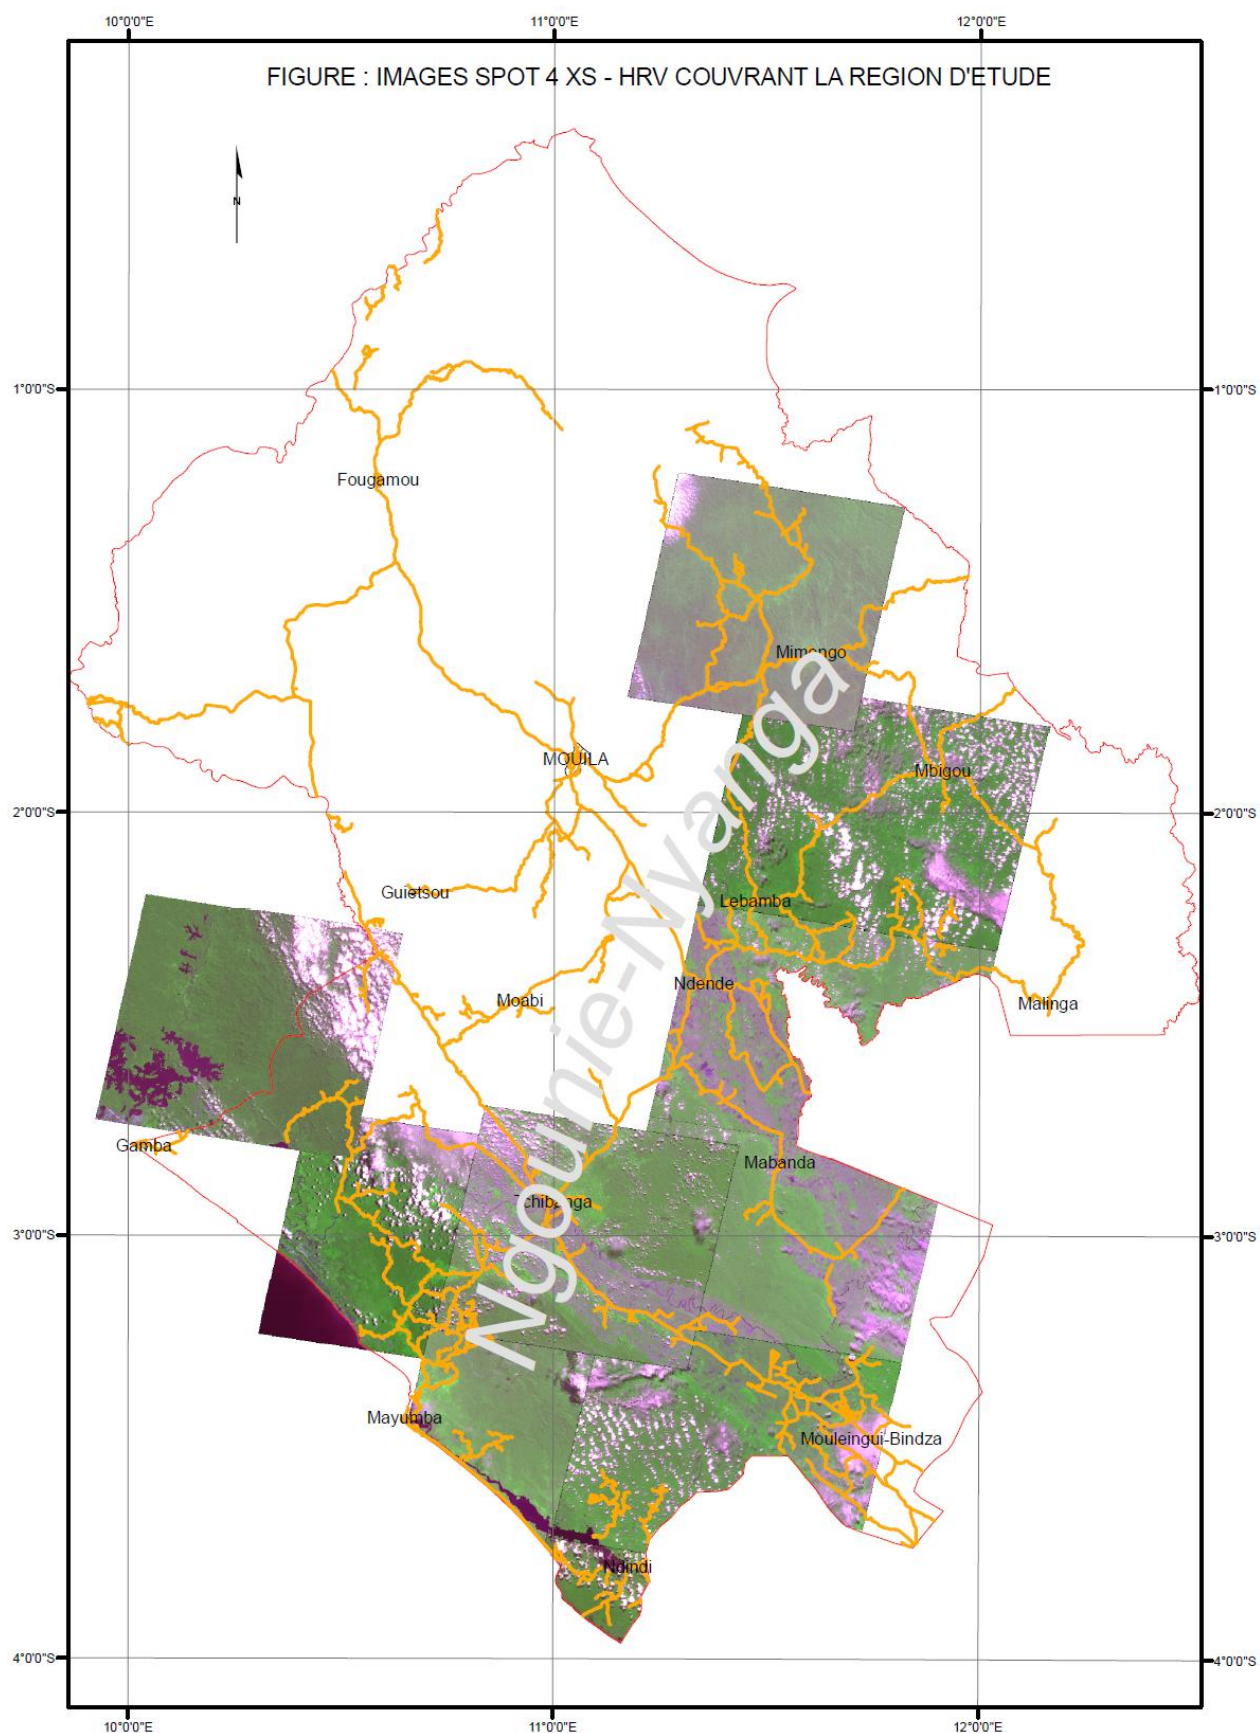 10°0'0"E
11°0'0"E
12°0'0"E
FIGURE : IMAGES SPOT 4 XS - HRV COUVRANT LA REGION D'ETUDE
N
1°0'0"S
1°0'0"S
Fougamou
Mimongo
MOUILA
Mbigou
2°0'0"S
2°0'0"S
Guietsou
Lebamba
Ngounie-Nyanga
Ndende
Moabi
Malinga
Gamba
Mabanda
Tchibanga
3°0'0"S
3°0'0"S
Mayumba
Mouleingui-Bindza
Ndindi
4°0'0"S
4°0'0"S
10°0'0"E
11°0'0"E
12°0'0"E